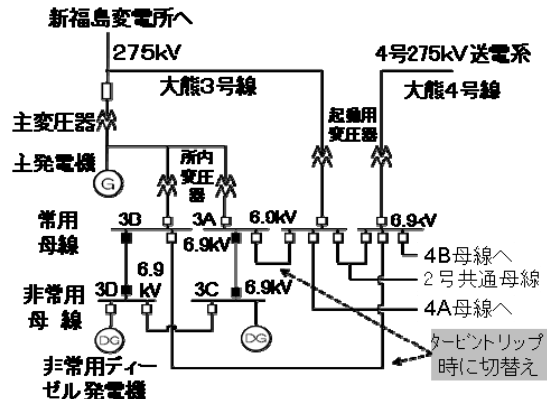 新福島変電所へ
275kV
4号275kV送電系
大熊3号線
大熊4号線
主変圧器
起動用
変圧器
主発電機
G
所内
変圧
器
常用
母線
3B
3A
6.9kV
6.9kV
6.9kV
4B母線へ
2号共通母線
4A母線へ
非常用
母線
3D
6.9
kV
3C
6.9kV
DG
DG
非常用ディー
ゼル発電機
タービントリップ
時に切替え